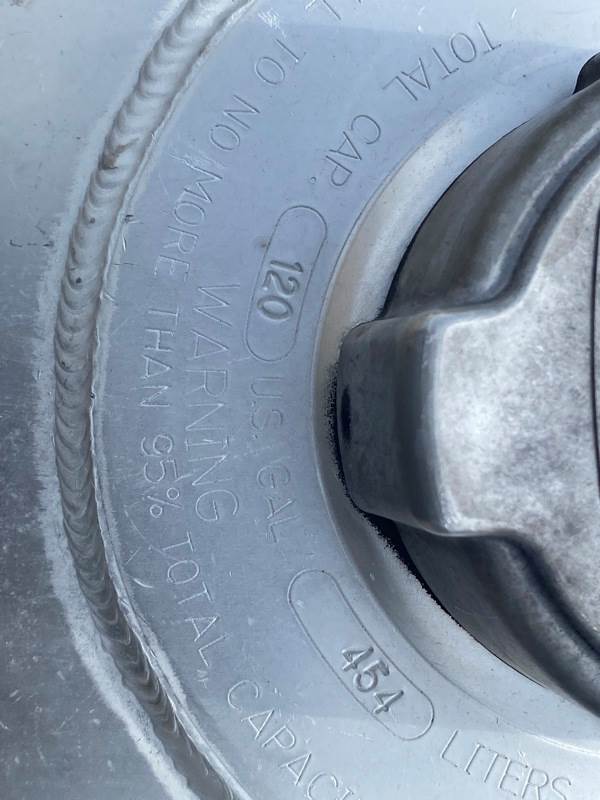 TOTAL CAP. 120 U.S. GAL 454 LITERS
WARNING
TO NO MORE THAN 95% TOTAL